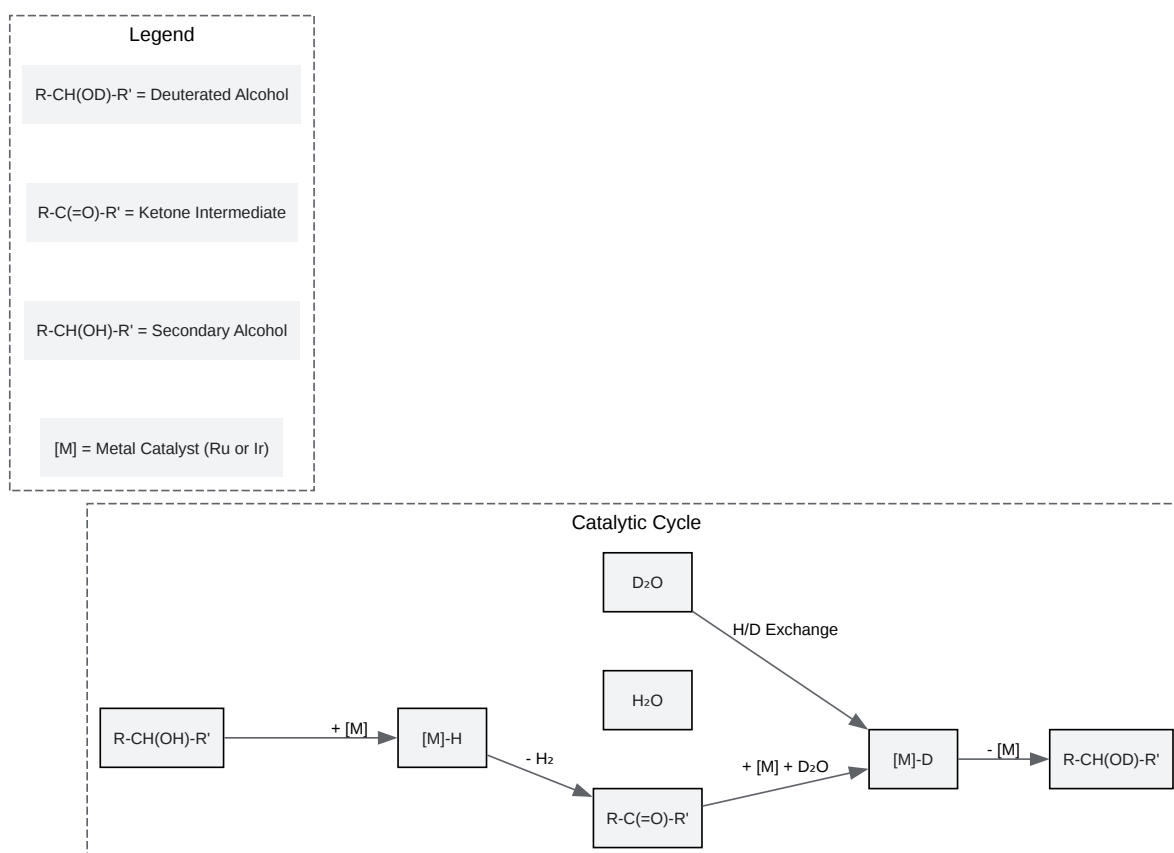 Legend
R-CH(OD)-R' = Deuterated Alcohol
R-C(=O)-R' = Ketone Intermediate
R-CH(OH)-R' = Secondary Alcohol
[M] = Metal Catalyst (Ru or Ir)
Catalytic Cycle
D₂O
H/D Exchange
H₂O
R-CH(OH)-R'
+ [M]
[M]-H
- H₂
R-C(=O)-R'
+ [M] + D₂O
[M]-D
- [M]
R-CH(OD)-R'